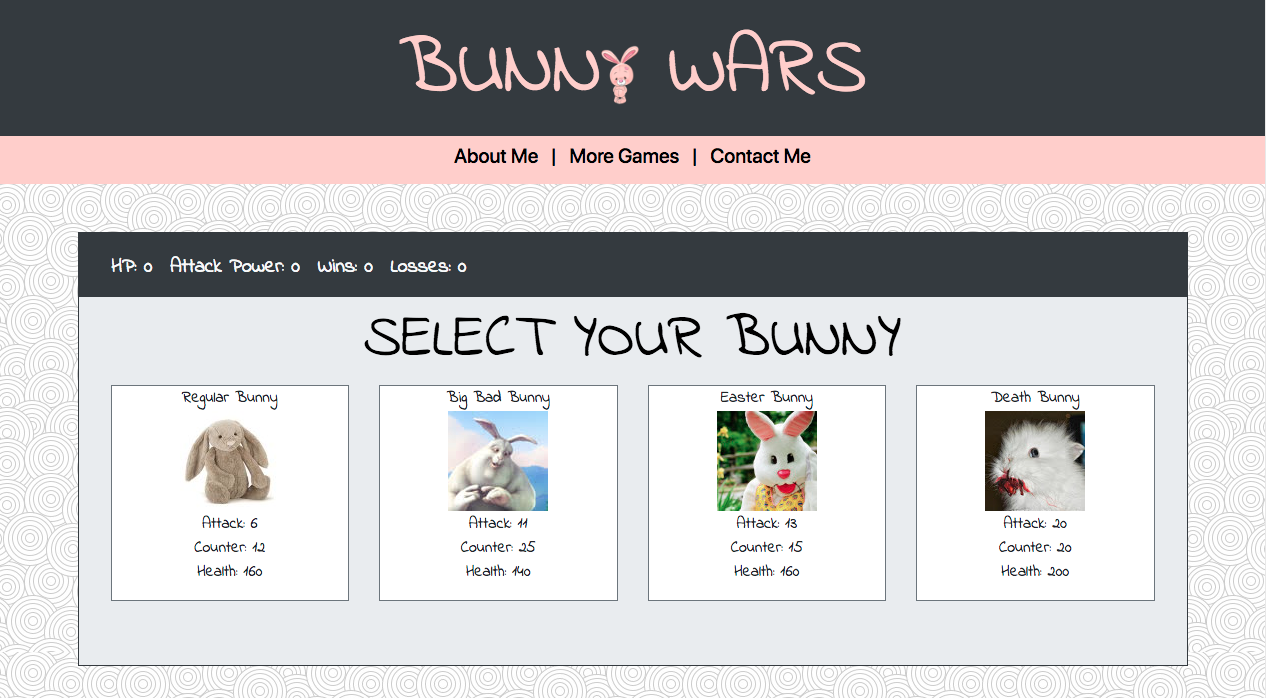 BUNNY WARS
About Me | More Games | Contact Me
HP: 0 Attack Power: 0 Wins: 0 Losses: 0
SELECT YOUR BUNNY
Regular Bunny
Attack: 6
Counter: 12
Health: 160
Big Bad Bunny
Attack: 11
Counter: 25
Health: 140
Easter Bunny
Attack: 13
Counter: 15
Health: 160
Death Bunny
Attack: 20
Counter: 20
Health: 200